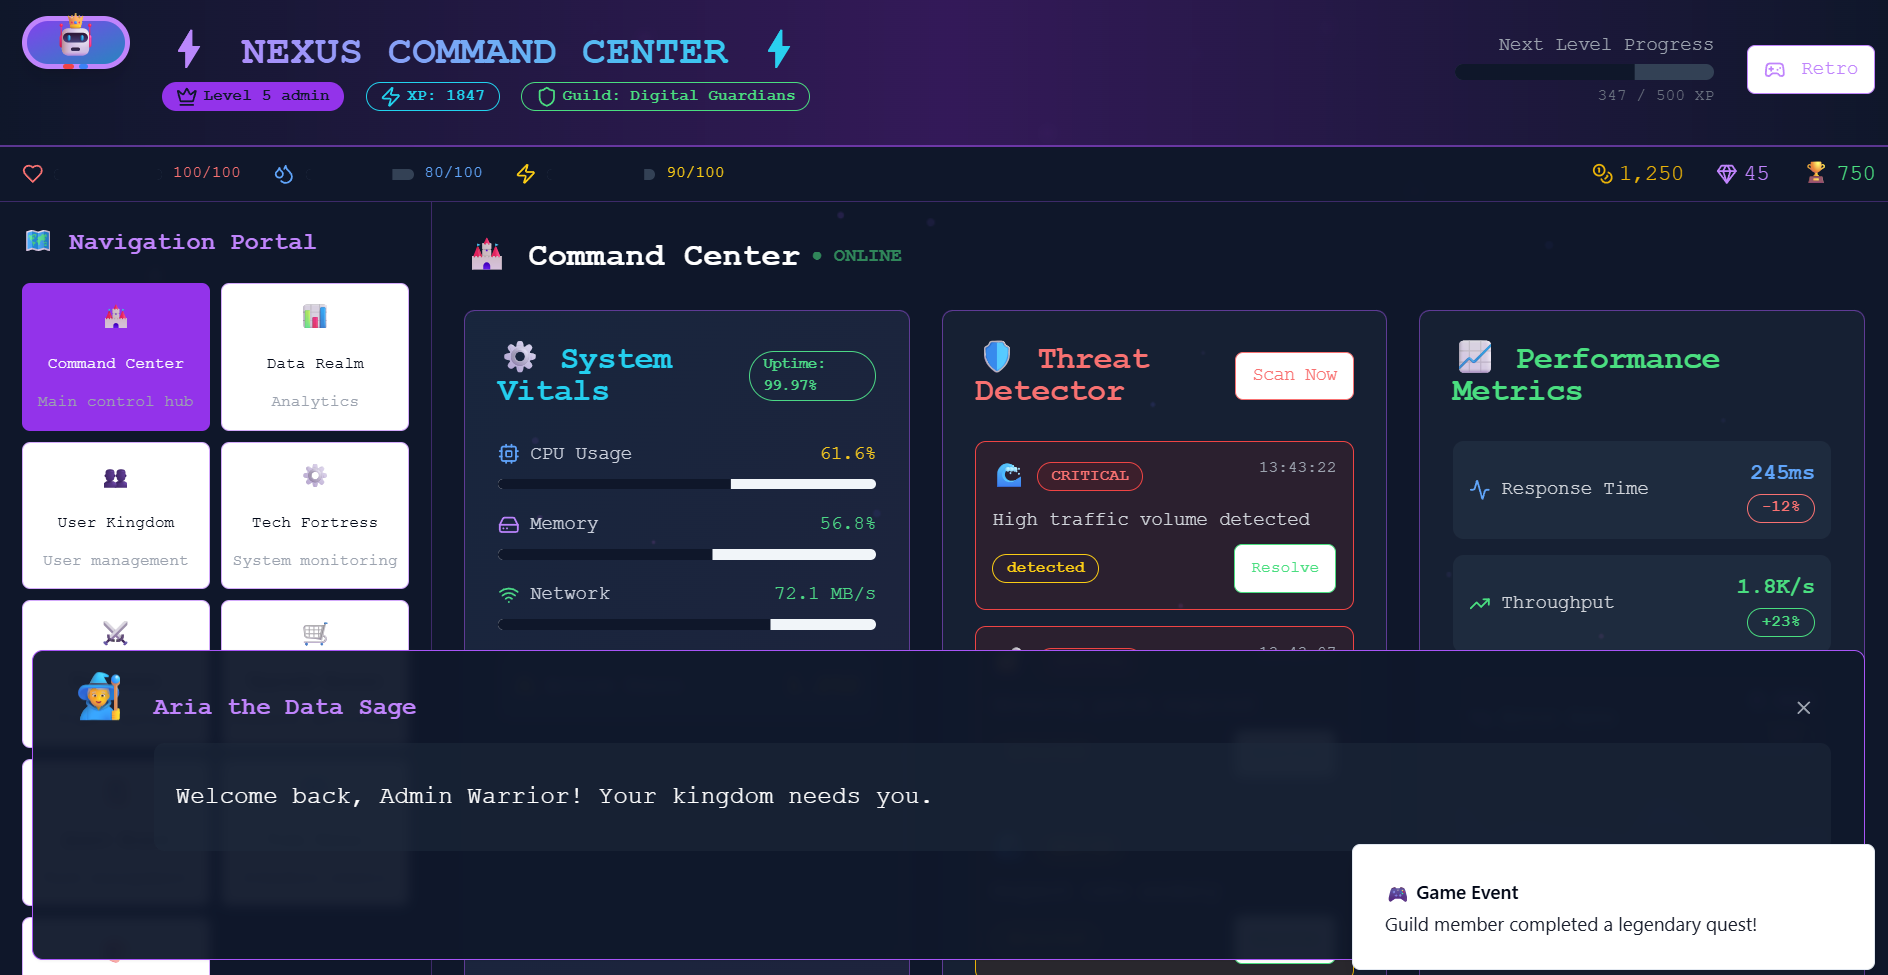 NEXUS COMMAND CENTER
Level 5 admin
XP: 1847
Guild: Digital Guardians
Next Level Progress
347 / 500 XP
Retro
100/100
80/100
90/100
1,250
45
750
Navigation Portal
Command Center
Main control hub
Data Realm
Analytics
User Kingdom
User management
Tech Fortress
System monitoring
Command Center
ONLINE
System
Vitals
Uptime:
99.97%
CPU Usage
61.6%
Memory
56.8%
Network
72.1 MB/s
Threat
Detector
Scan Now
CRITICAL
13:43:22
High traffic volume detected
detected
Resolve
Performance
Metrics
Response Time
245ms
-12%
Throughput
1.8K/s
+23%
Aria the Data Sage
Welcome back, Admin Warrior! Your kingdom needs you.
Game Event
Guild member completed a legendary quest!